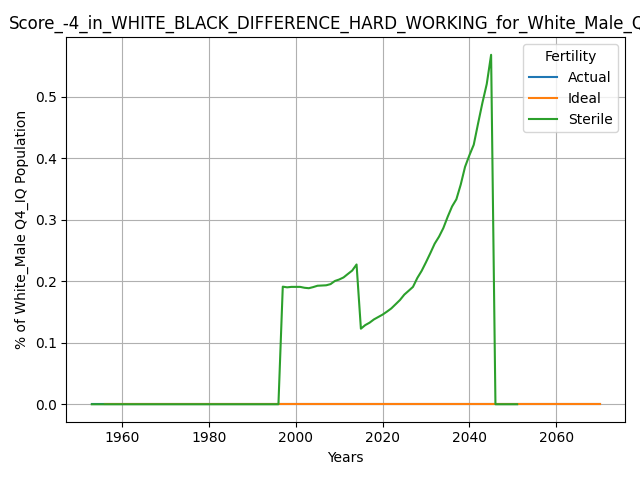 Score_-4_in_WHITE_BLACK_DIFFERENCE_HARD_WORKING_for_White_Male_Q
Fertility
Actual
Ideal
Sterile
% of White_Male Q4_IQ Population
0.5
0.4
0.3
0.2
0.1
0.0
1960 1980 2000 2020 2040 2060
Years